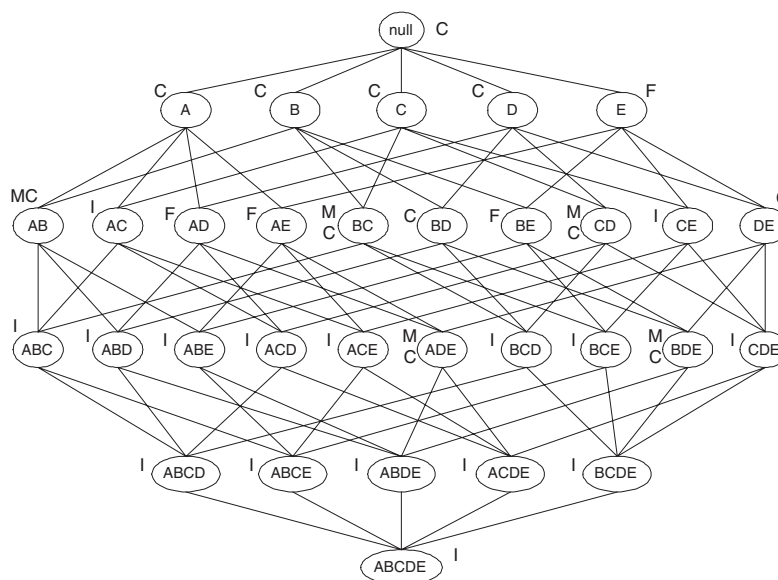 null C
C A C B C C C D F E
MC I F F M C F M I C
AB AC AD AE C BC BD BE C CD CE DE
I I I I I M I I M I
ABC ABD ABE ACD ACE C ADE BCD BCE C BDE CDE
I ABCD I ABCE I ABDE I ACDE I BCDE
ABCDE I